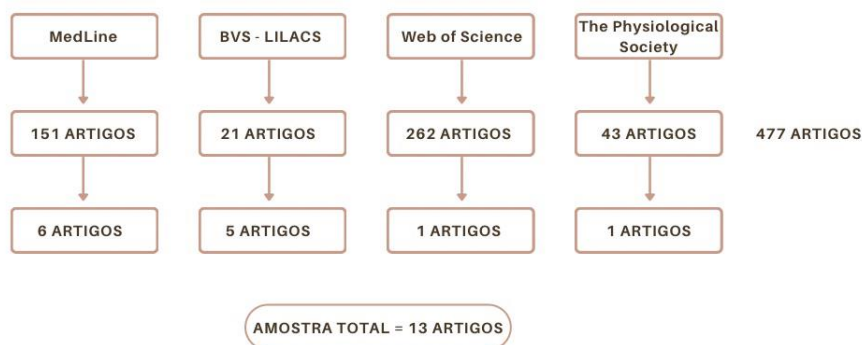 MedLine
BVS - LILACS
Web of Science
The Physiological
Society
151 ARTIGOS
21 ARTIGOS
262 ARTIGOS
43 ARTIGOS
477 ARTIGOS
6 ARTIGOS
5 ARTIGOS
1 ARTIGOS
1 ARTIGOS
AMOSTRA TOTAL = 13 ARTIGOS